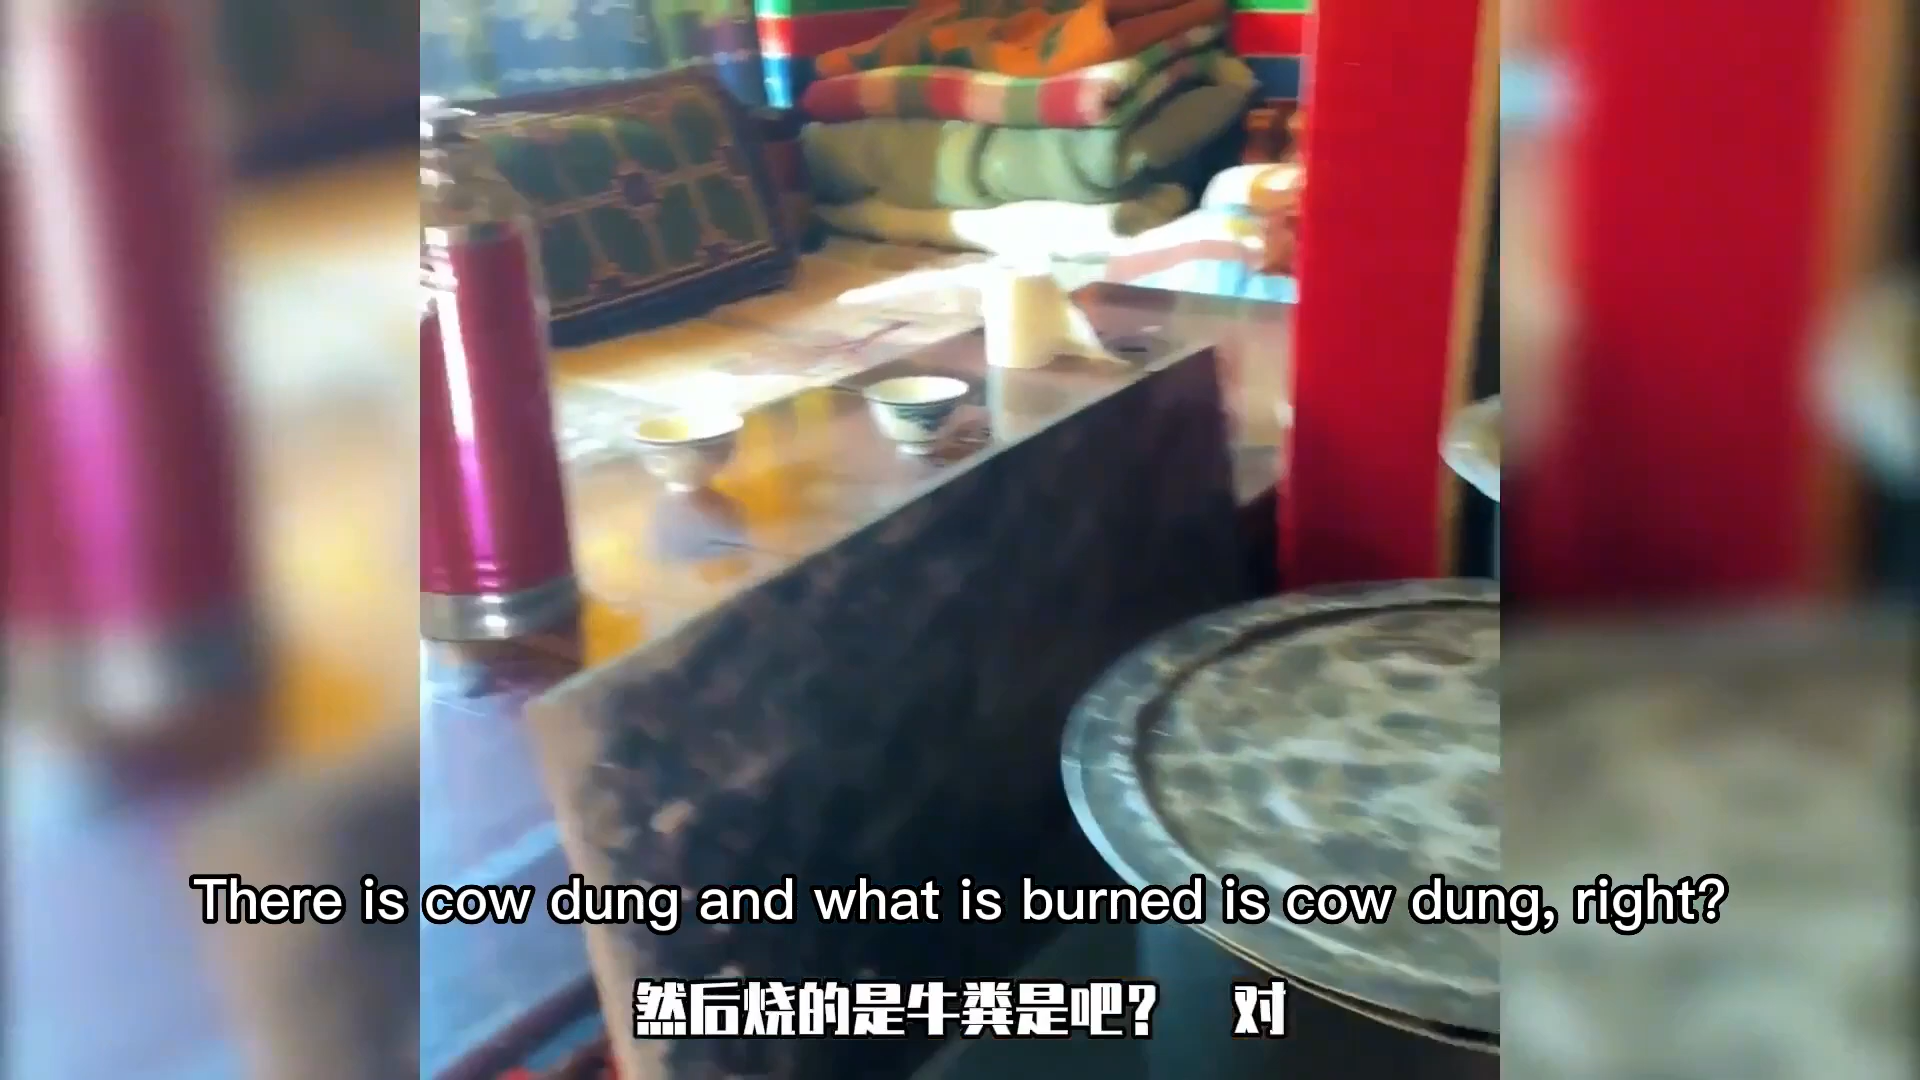 There is cow dung and what is burned is cow dung, right?
然后烧的是牛粪是吧？ 对